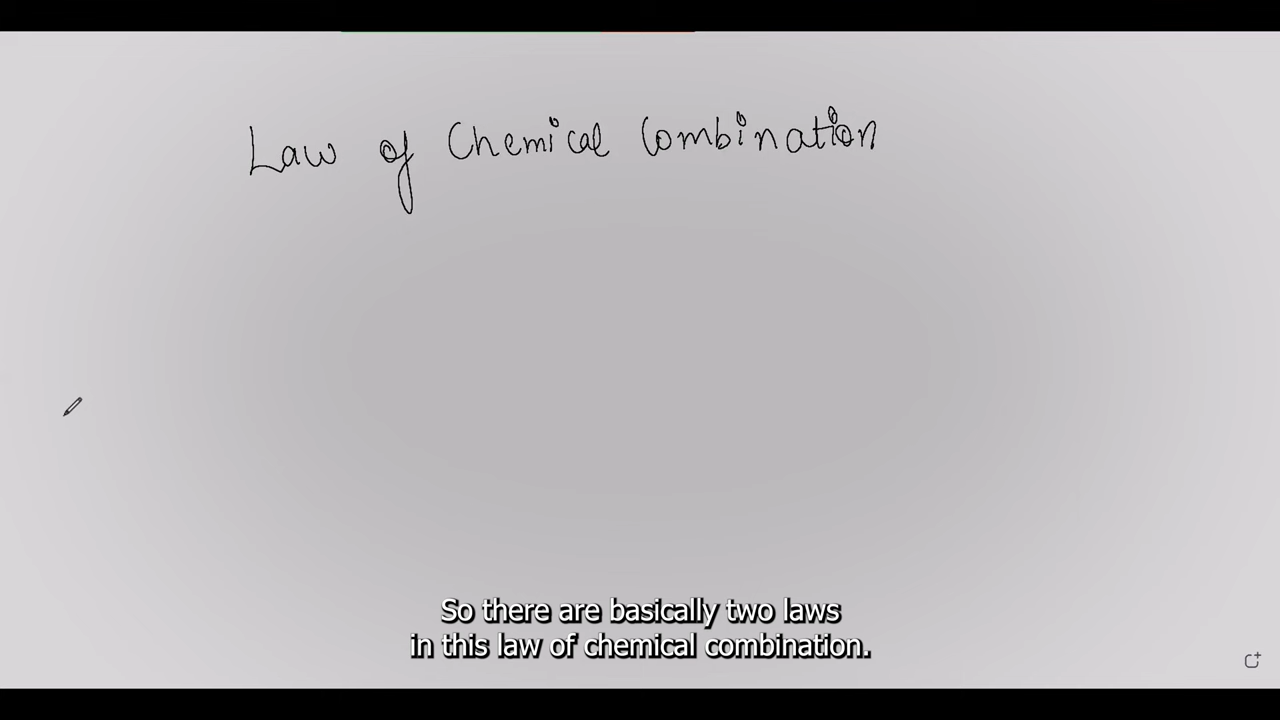 Law of Chemical Combination
So there are basically two laws
in this law of chemical combination.